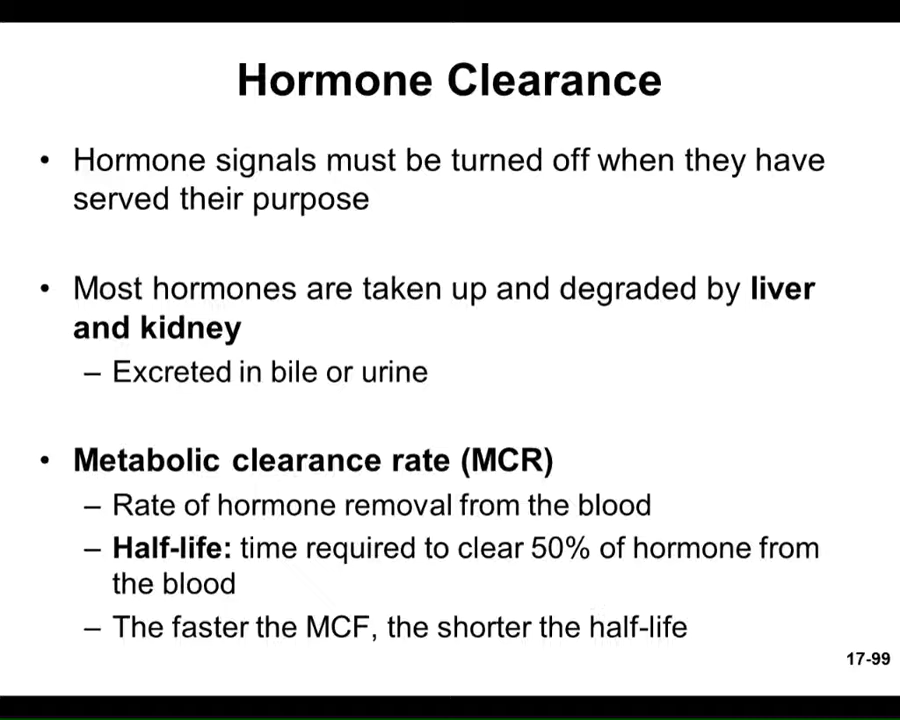 Hormone Clearance
• Hormone signals must be turned off when they have
served their purpose
• Most hormones are taken up and degraded by liver
and kidney
– Excreted in bile or urine
• Metabolic clearance rate (MCR)
– Rate of hormone removal from the blood
– Half-life: time required to clear 50% of hormone from
the blood
– The faster the MCF, the shorter the half-life
17-99